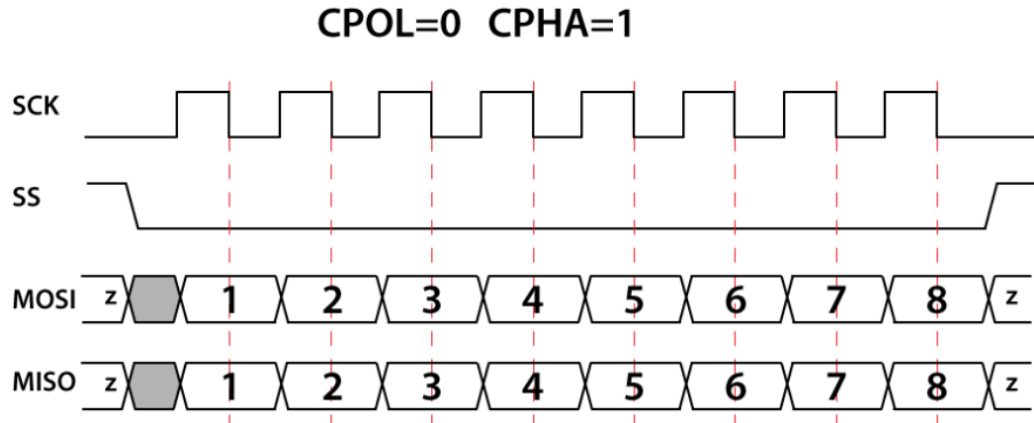 CPOL=0 CPHA=1
SCK
SS
MOSI z 1 2 3 4 5 6 7 8 z
MISO z 1 2 3 4 5 6 7 8 z